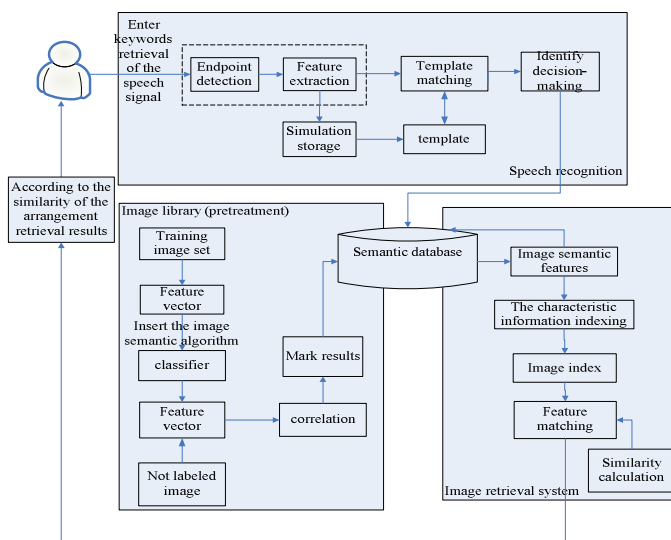 Enter
keywords
retrieval
of the
speech
signal
Endpoint
detection
Feature
extraction
Template
matching
Identify
decision-
making
Simulation
storage
template
Speech recognition
According to the
similarity of the
arrangement
retrieval results
Image library (pretreatment)
Training
image set
Feature
vector
Insert the image
semantic algorithm
classifier
Feature
vector
Not labeled
image
correlation
Mark results
Semantic database
Image semantic
features
The characteristic
information indexing
Image index
Feature
matching
Similarity
calculation
Image retrieval system